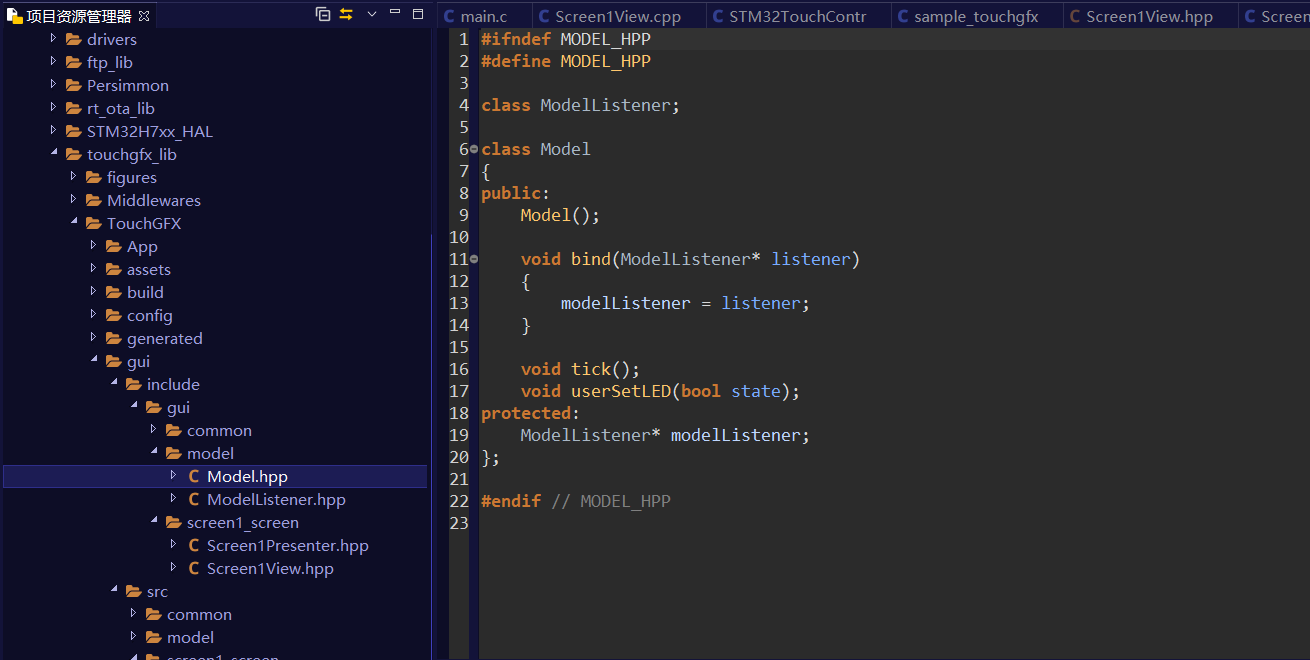 项目资源管理器
drivers
ftp_lib
Persimmon
rt_ota_lib
STM32H7xx_HAL
touchgfx_lib
figures
Middlewares
TouchGFX
App
assets
build
config
generated
gui
include
gui
common
model
Model.hpp
ModelListener.hpp
screen1_screen
Screen1Presenter.hpp
Screen1View.hpp
src
common
model
screen1_screen
main.c Screen1View.cpp STM32TouchContr sample_touchgfx Screen1View.hpp Screen
1 #ifndef MODEL_HPP
2 #define MODEL_HPP
3
4 class ModelListener;
5
6 class Model
7 {
8 public:
9     Model();
10
11     void bind(ModelListener* listener)
12     {
13         modelListener = listener;
14     }
15
16     void tick();
17     void userSetLED(bool state);
18 protected:
19     ModelListener* modelListener;
20 };
21
22 #endif // MODEL_HPP
23